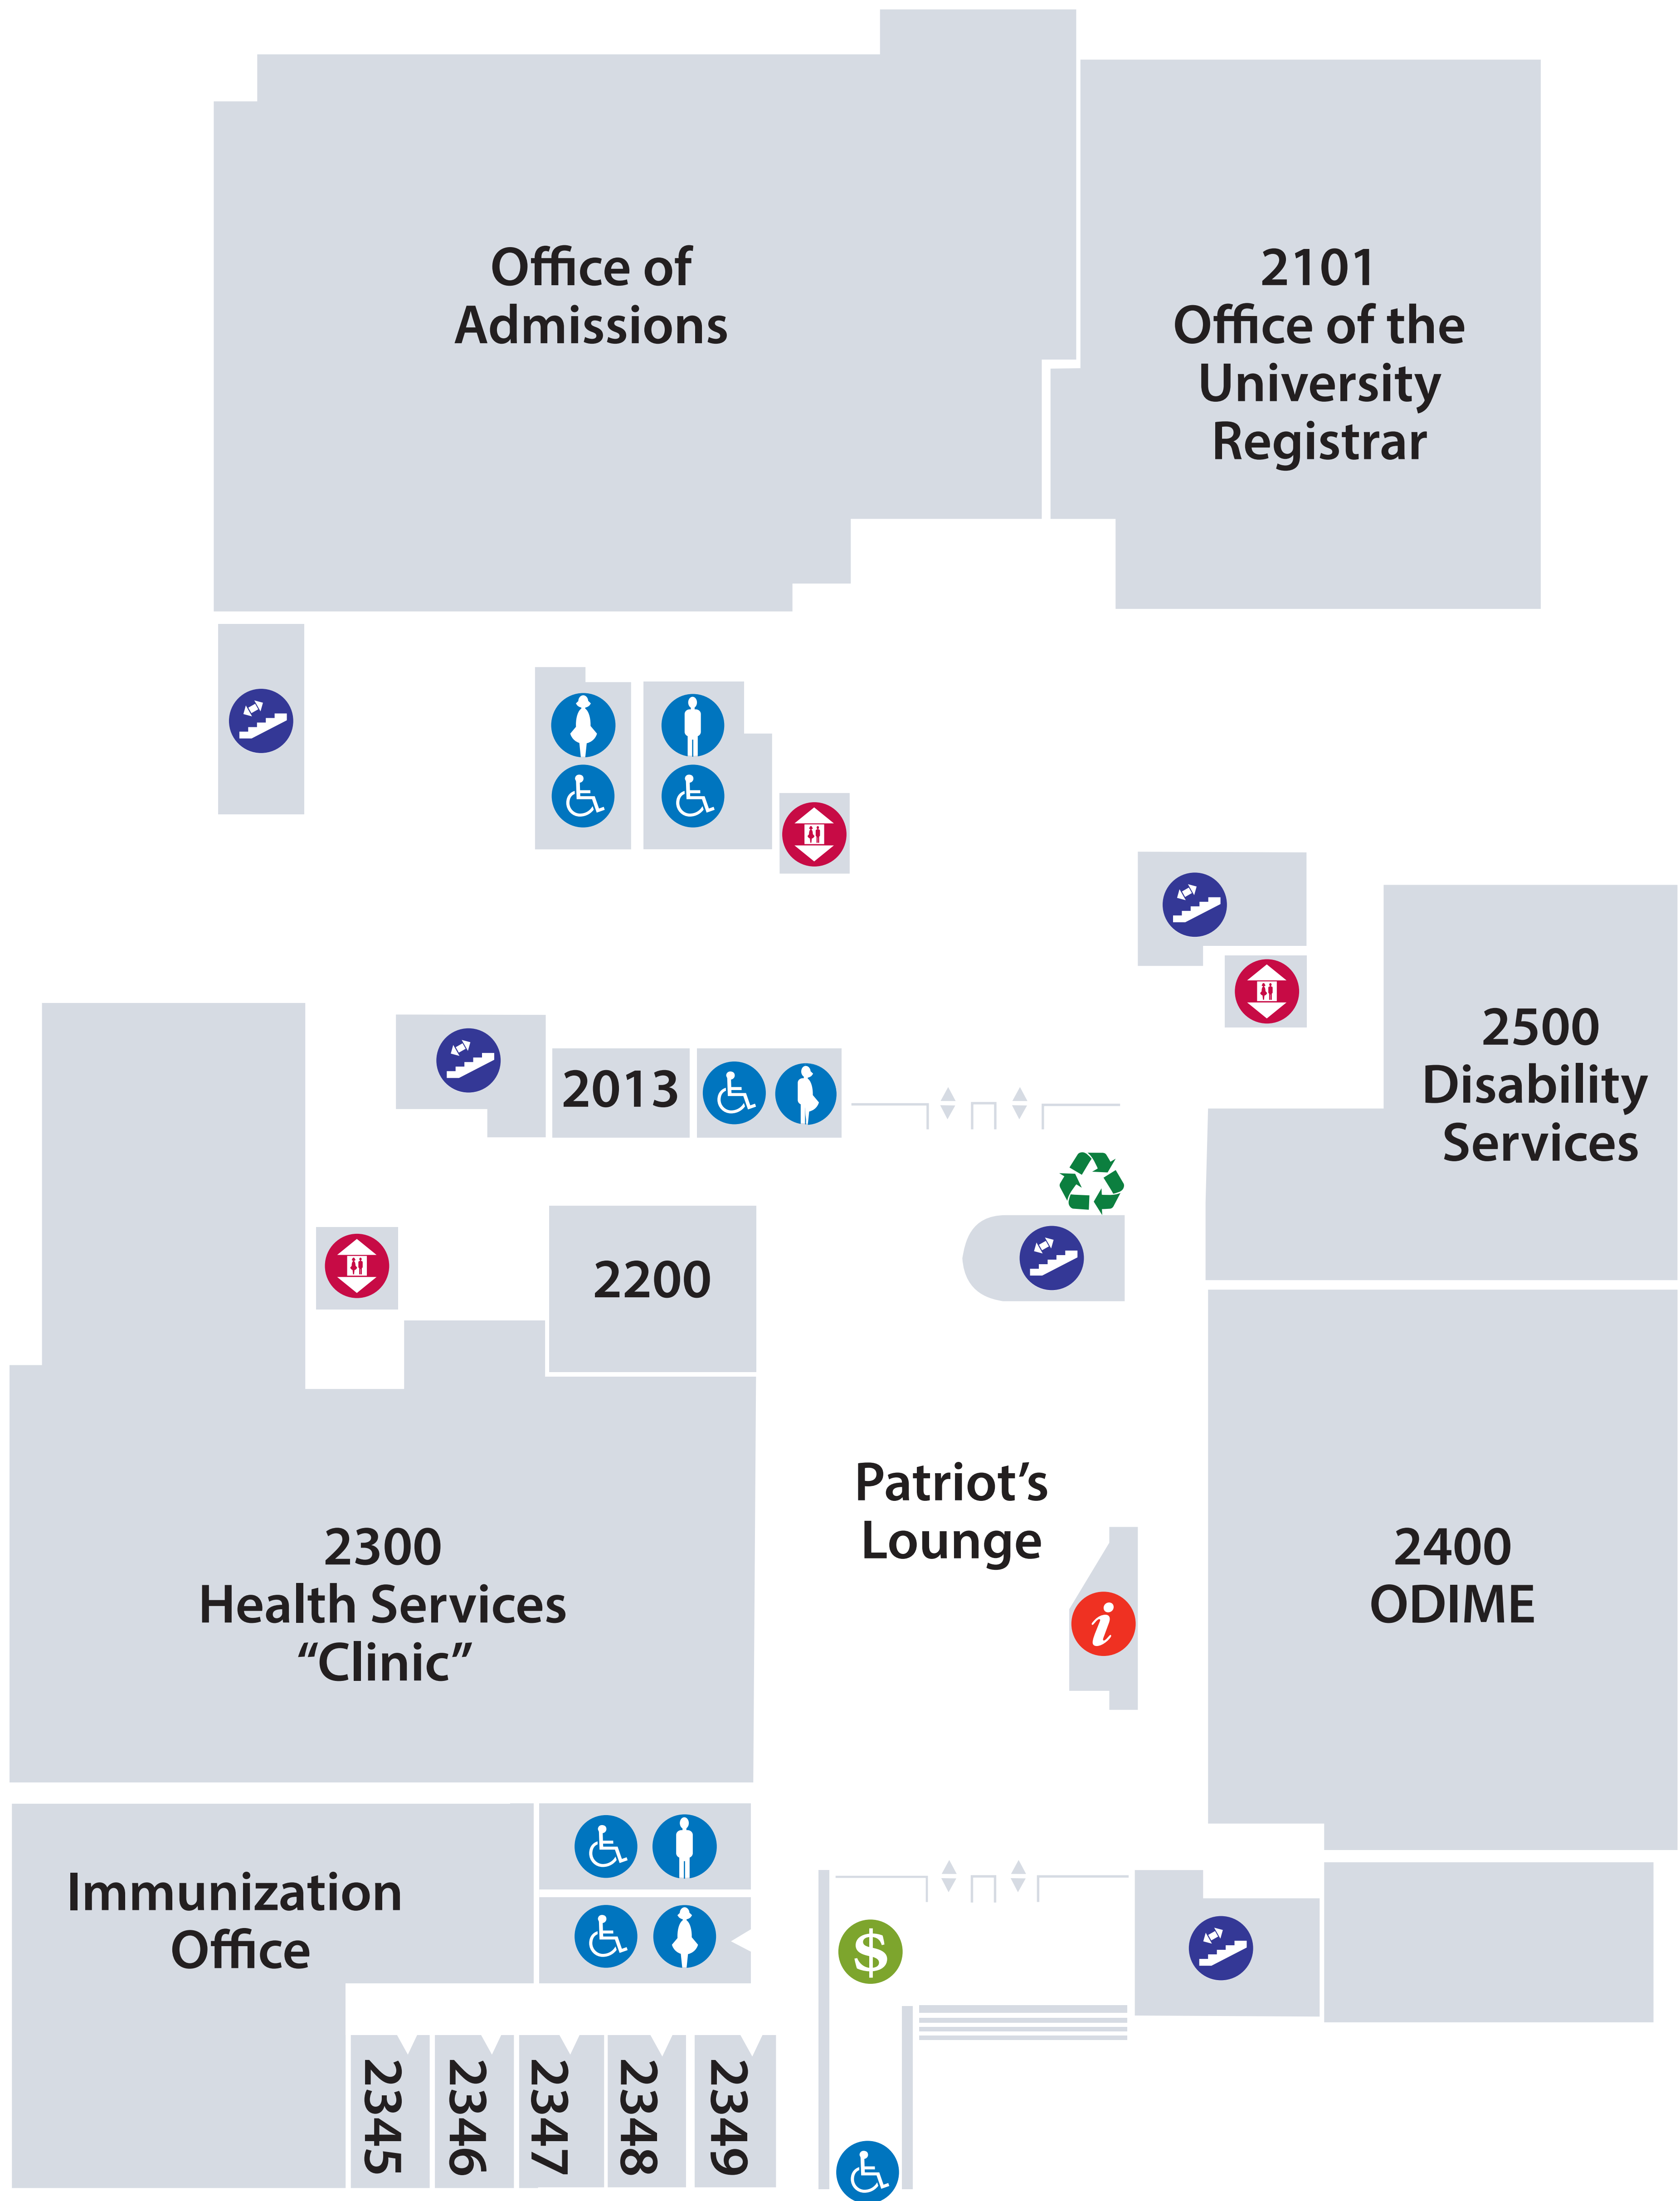 Office of
Admissions
2101
Office of the
University
Registrar
2500
Disability
Services
2013
2200
Patriot's
Lounge
i
2300
Health Services
“Clinic”
2400
ODIME
Immunization
Office
$
2345
2346
2347
2348
2349